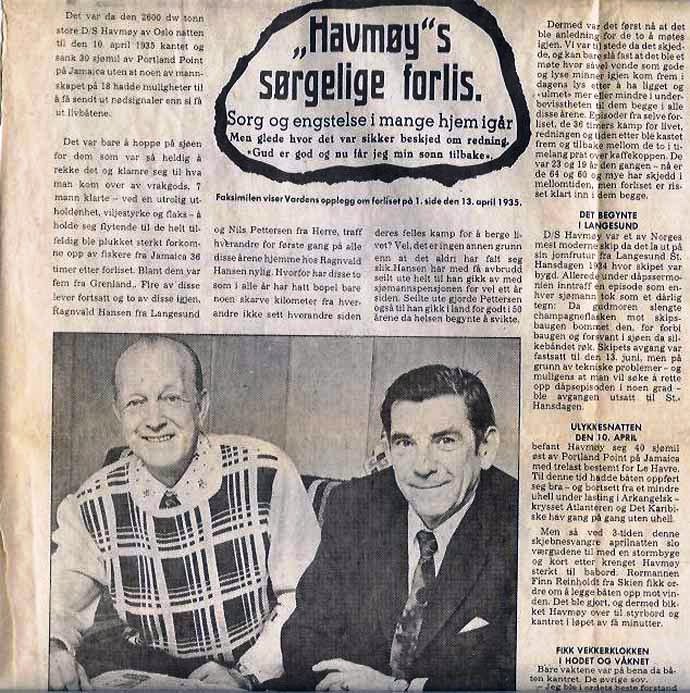 Det var da den 2600 dw tonn
store D/S Havmøy av Oslo natten
til den 10. april 1935 kantet og
sank 30 sjømil av Portland Point
på Jamaica uten at noen av mann-
skapet på 18 hadde muligheter til
å få sendt ut nødsignaler enn si få
ut livbåtene.
Det var bare å hoppe på sjøen
for dem som var så heldig å
rekke det og klamre seg til hva
man kom over av vrakgods, 7
mann klarte – ved en utrolig ut-
holdenhet, viljestyrke og flaks – å
holde seg flytende til de helt til-
feldig ble plukket sterkt forkom-
ne opp av fiskere fra Jamaica 36
timer etter forliset. Blant dem var
fem fra Grenland. Fire av disse
lever fortsatt og to av disse igjen,
Ragnvald Hansen fra Langesund
„Havmøy"s
sørgelige forlis.
Sorg og engstelse i mange hjem igår
Men glede hvor det var sikker beskjed om redning.
«Gud er god og nu får jeg min sønn tilbake».
Faksimilen viser Vardens opplegg om forliset på 1. side den 13. april 1935.
og Nils Pettersen fra Herre, traff
hverandre for første gang på alle
disse årene hjemme hos Ragnvald
Hansen nylig. Hvorfor har disse to
som i alle år har hatt bopel bare
noen skarve kilometer fra hver-
andre ikke sett hverandre siden
deres felles kamp for å berge li-
vet? Vel, det er ingen annen grunn
enn at det aldri har falt seg
slik. Hansen har med få avbrudd
seilt ute helt til han gikk av med
sjømannspensjonen for vel ett år
siden. Seilte ute gjorde Pettersen
også til han gikk i land for godt i 50
årene da helsen begynte å svikte.
Dermed var det først nå at det
ble anledning for de to å møtes
igjen. Vi var til stede da det skjed-
de, og kan bare slå fast at det ble et
møte hvor såvel vonde som gode
og lyse minner igjen kom frem i
dagens lys etter å ha ligget og
«ulmet» mer eller mindre i under-
bevisstheten til dem begge i alle
disse årene. Episoder fra selve for-
liset, de 36 timers kamp for livet,
redningen og tiden etter ble kastet
frem og tilbake mellom de to i ti-
melang prat over kaffekoppen. De
var 23 og 19 år den gangen – nå er
de 64 og 60 og mye har skjedd i
mellomtiden, men forliset er ris-
set klart inn i dem begge.
DET BEGYNTE
I LANGESUND
D/S Havmøy var et av Norges
mest moderne skip da det la ut på
sin jomfrutur fra Langesund St.
Hansdagen 1934 hvor skipet var
bygd. Allerede under dåpssermo-
nien inntraff en episode som en-
hver sjømann tok som et dårlig
tegn: Da gudmoren slengte
champagneflasken mot skips-
baugen bommet den, for forbi
baugen og forsvant i sjøen da sil-
kebåndet røk. Skipets avgang var
fastsatt til den 13. juni, men på
grunn av tekniske problemer – og
muligens at man vil søke å rette
opp dåpsepisoden i noen grad –
ble avgangen utsatt til St.-
Hansdagen.
ULYKKESNATTEN
DEN 10. APRIL
befant Havmøy seg 40 sjømil
øst av Portland Point på Jamaica
med trelast bestemt for Le Havre.
Til denne tid hadde båten oppført
seg bra – og bortsett fra et mindre
uhell under lasting i Arkangelsk –
krysset Atlanteren og Det Karibi-
ske hav gang på gang uten uhell.
Men så ved 3-tiden denne
skjebnesvangre aprilnatten slo
værgudene til med en stormbyge
og kort etter krenget Havmøy
sterkt til babord. Rormannen
Finn Reinholdt fra Skien fikk or-
dre om å legge båten opp mot vin-
den. Det ble gjort, og dermed bik-
ket Havmøy over til styrbord og
kantret i løpet av få minutter.
FIKK VEKKERKLOKKEN
I HODET OG VÅKNET
Bare vaktene var på bena da bå-
ten kantret. De øvrige sov.
Jeg ble i ordets beste forstand